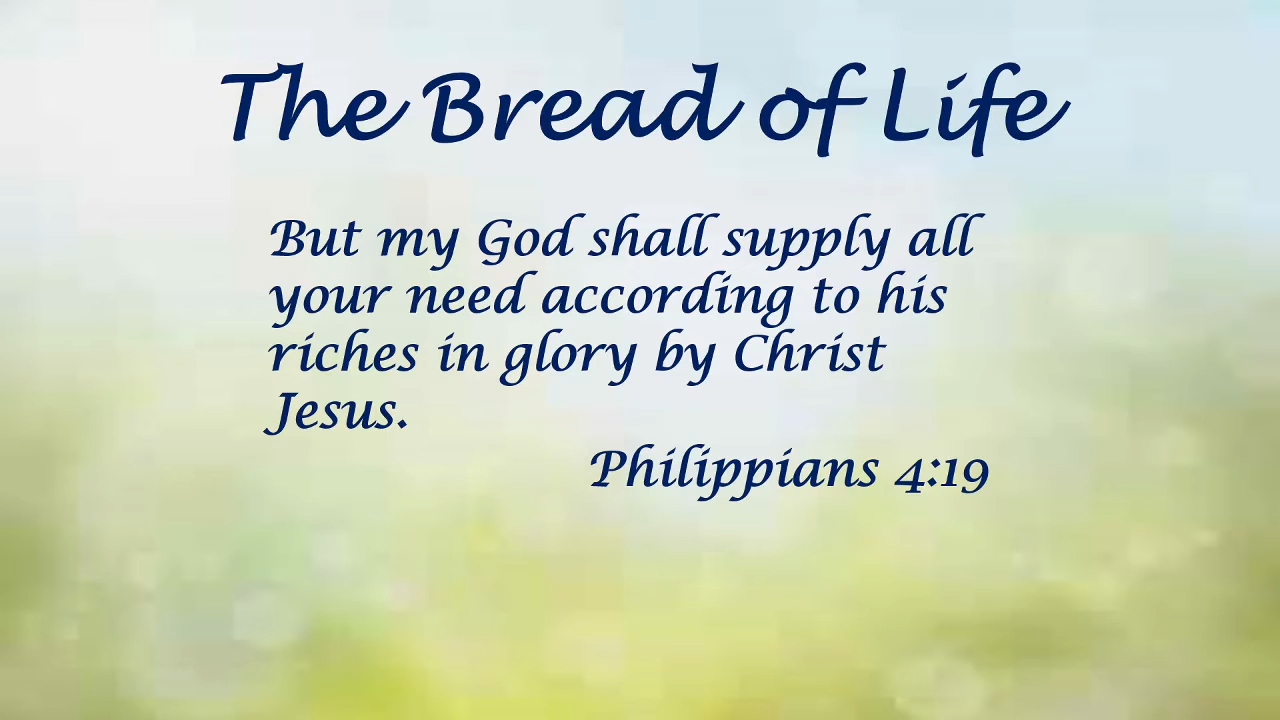 The Bread of Life
But my God shall supply all
your need according to his
riches in glory by Christ
Jesus.
Philippians 4:19